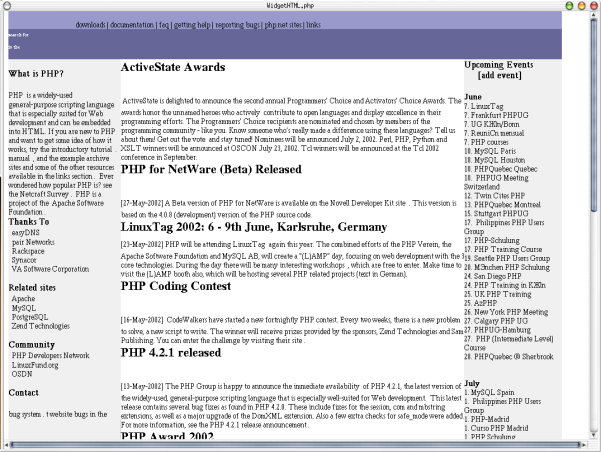 WidgetHTML.php
downloads | documentation | faq | getting help | reporting bugs | php.net sites | links
search for
in the
What is PHP?
PHP is a widely-used
general-purpose scripting language
that is especially suited for Web
development and can be embedded
into HTML. If you are new to PHP
and want to get some idea of how it
works, try the introductory tutorial .
manual , and the example archive
sites and some of the other resources
available in the links section . Ever
wondered how popular PHP is? see
the Netcraft Survey . PHP is a
project of the Apache Software
Foundation..
Thanks To
easyDNS
pair Networks
Rackspace
Synacor
VA Software Corporation
Related sites
Apache
MySQL
PostgreSQL
Zend Technologies
Community
PHP Developers Network
LinuxFund.org
OSDN
Contact
bug system . twebsite bugs in the
ActiveState Awards
ActiveState is delighted to announce the second annual Programmers' Choice and Activators' Choice Awards. The
awards honor the unnamed heroes who actively contribute to open languages and display excellence in their
programming efforts. The Programmers' Choice recipients are nominated and chosen by members of the
programming community - like you. Know someone who's really made a difference using these languages? Tell us
about them! Get out the vote and stay tuned! Nominees will be announced July 2, 2002. Perl, PHP, Python and
XSLT winners will be announced at OSCON July 23, 2002. Tcl winners will be announced at the Tcl 2002
conference in September.
PHP for NetWare (Beta) Released
[27-May-2002] A Beta version of PHP for NetWare is available on the Novell Developer Kit site . This version is
based on the 4.0.8 (development) version of the PHP source code.
LinuxTag 2002: 6 - 9th June, Karlsruhe, Germany
[23-May-2002] PHP will be attending LinuxTag again this year. The combined efforts of the PHP Verein, the
Apache Software Foundation and MySQL AB, will create a "(L)AMP" day, focusing on web development with the 3
core technologies. During the day there will be many interesting workshops , which are free to enter. Make time to
visit the (L)AMP booth also, which will be hosting several PHP related projects (text in German).
PHP Coding Contest
[16-May-2002] CodeWalkers have started a new fortnightly PHP contest. Every two weeks, there is a new problem
to solve, a new script to write. The winner will receive prizes provided by the sponsors, Zend Technologies and Sams
Publishing. You can enter the challenge by visiting their site .
PHP 4.2.1 released
[13-May-2002] The PHP Group is happy to announce the immediate availability of PHP 4.2.1, the latest version of
the widely-used, general-purpose scripting language that is especially well-suited for Web development. This latest
release contains several bug fixes as found in PHP 4.2.0. These include fixes for the session, com and mbstring
extensions, as well as a major upgrade of the DomXML extension. Also a few extra checks for safe_mode were added.
For more information, see the PHP 4.2.1 release announcement .
PHP Award 2002
Upcoming Events
[add event]
June
7. LinuxTag
7. Frankfurt PHPUG
7. UG
7. ReuniCn mensual
7. PHP courses
10. MySQL Paris
10. MySQL Houston
10. PHPQuebec Quebec
10. PHPUG Meeting
Switzerland
12. Twin Cites PHP
13. PHPQuebec Montreal
15. Stuttgart PHPUG
17. Philippines PHP Users
Group
17. PHP-Schulung
17. PHP Training Course
19. Seattle PHP Users Group
20. PHP Schulung
24. San Diego PHP
24. PHP Training in
25. UK PHP Training
25. AzPHP
26. New York PHP Meeting
27. Calgary PHP UG
27. PHPUG-Hamburg
27. PHP (Intermediate Level)
Course
28. PHPQuebec ® Sherbrook
July
1. MySQL Spain
1. Philippines PHP Users
Group
1. PHP-Madrid
1. Curso PHP Madrid
1. PHP Schulung